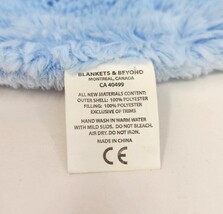 BLANKETS & BEYOND
MONTREAL, CANADA
CA 40499
ALL NEW MATERIALS CONTENT:
OUTER SHELL: 100% POLYESTER
FILLING: 100% POLYESTER
EXCLUSIVE OF TRIMS
HAND WASH IN WARM WATER
WITH MILD SUDS. DO NOT BLEACH.
AIR DRY. DO NOT IRON.
MADE IN CHINA
CE